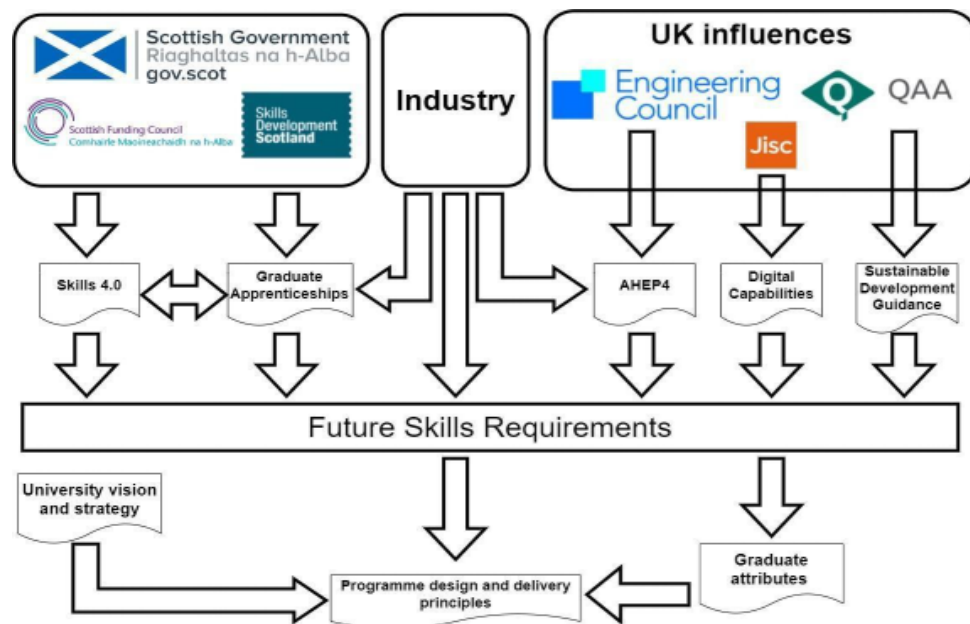 Scottish Government
Riaghaltas na h-Alba
gov.scot
Scottish Funding Council
Comhairle Maoineachaidh na h-Alba
Skills
Development
Scotland
Industry
UK influences
Engineering
Council
Jisc
Q
QAA
Skills 4.0
Graduate
Apprenticeships
AHEP4
Digital
Capabilities
Sustainable
Development
Guidance
Future Skills Requirements
University vision
and strategy
Programme design and delivery
principles
Graduate
attributes